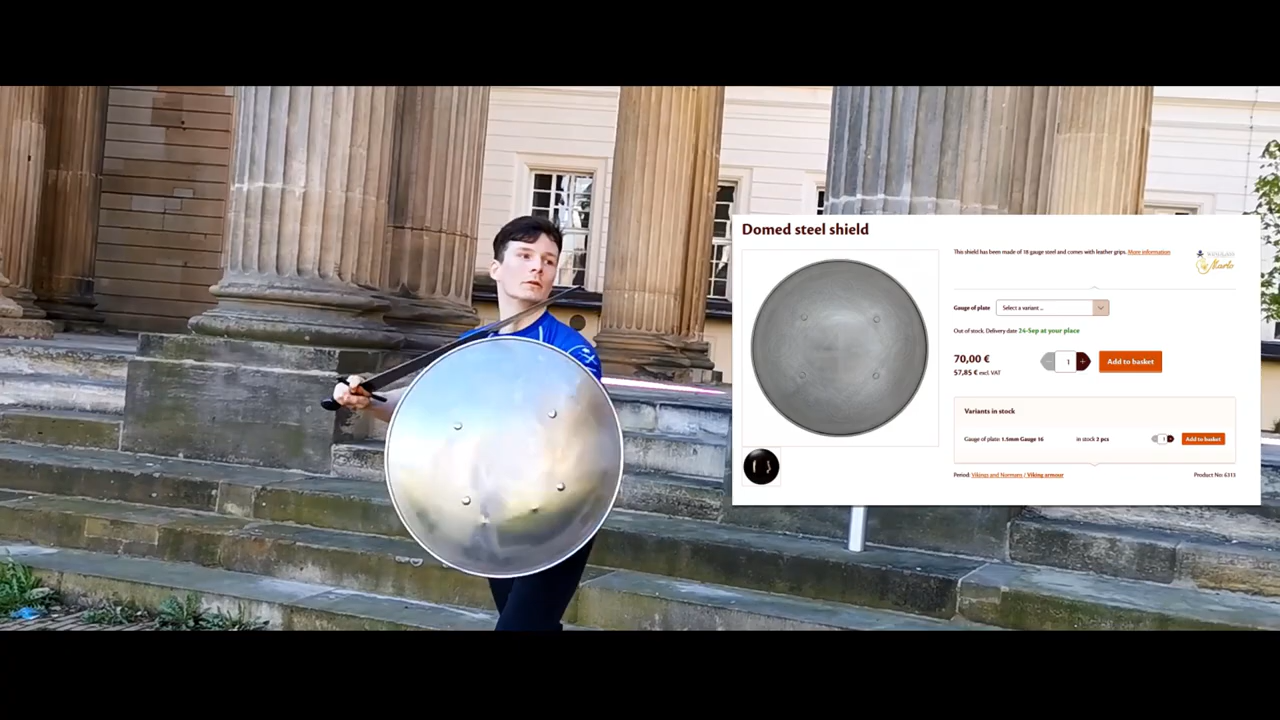 Domed steel shield
This shield has been made of 18 gauge steel and comes with leather grips. More information
Marlo
Gauge of plate Select a variant ...
Out of stock. Delivery date 24-Sep at your place
70,00 €
57,85 € excl. VAT
1
Add to basket
Variants in stock
Gauge of plate 1.5mm Gauge 16 in stock 2 pcs 1 Add to basket
Period: Vikings and Normans / Viking armour Product No: 6313